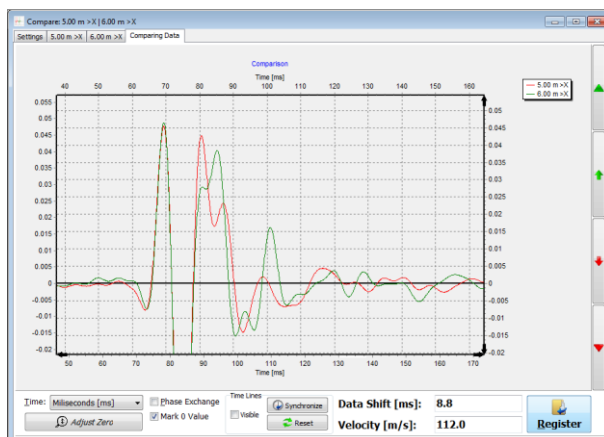 Compare: 5.00 m >X | 6.00 m >X
Settings 5.00 m >X 6.00 m >X Comparing Data
Comparison
Time [ms]
40 50 60 70 80 90 100 110 120 130 140 150 160
5.00 m >X
6.00 m >X
0.055
0.05 0.05
0.045 0.045
0.04 0.04
0.035 0.035
0.03 0.03
0.025 0.025
0.02 0.02
0.015 0.015
0.01 0.01
0.005 0.005
0 0
-0.005 -0.005
-0.01 -0.01
-0.015 -0.015
-0.02 -0.02
50 60 70 80 90 100 110 120 130 140 150 160 170
Time [ms]
Time: Miliseconds [ms]
Adjust Zero
Phase Exchange
Mark 0 Value
Time Lines
Visible
Synchronize
Reset
Data Shift [ms]: 8.8
Velocity [m/s]: 112.0
Register